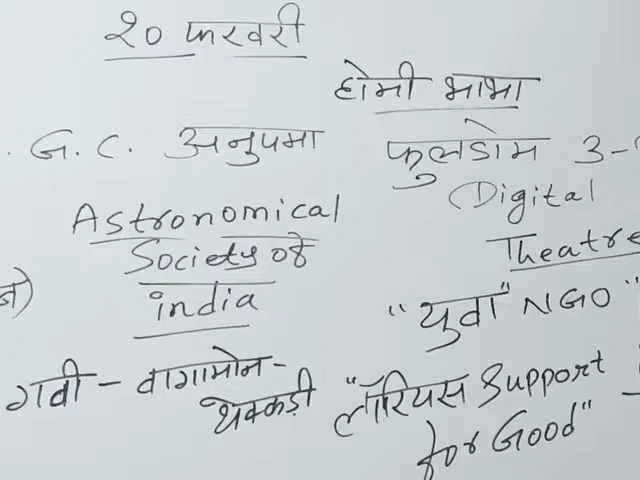 २० फरवरी
होमी भाभा
G.C. अनुपमा
फुलडोम 3-
Digital
Theatre
Astronomical
Society of
india
"युवा" NGO "
गवी - वागामोन -
थेक्कड़ी
"लॉरियस Support
for Good"